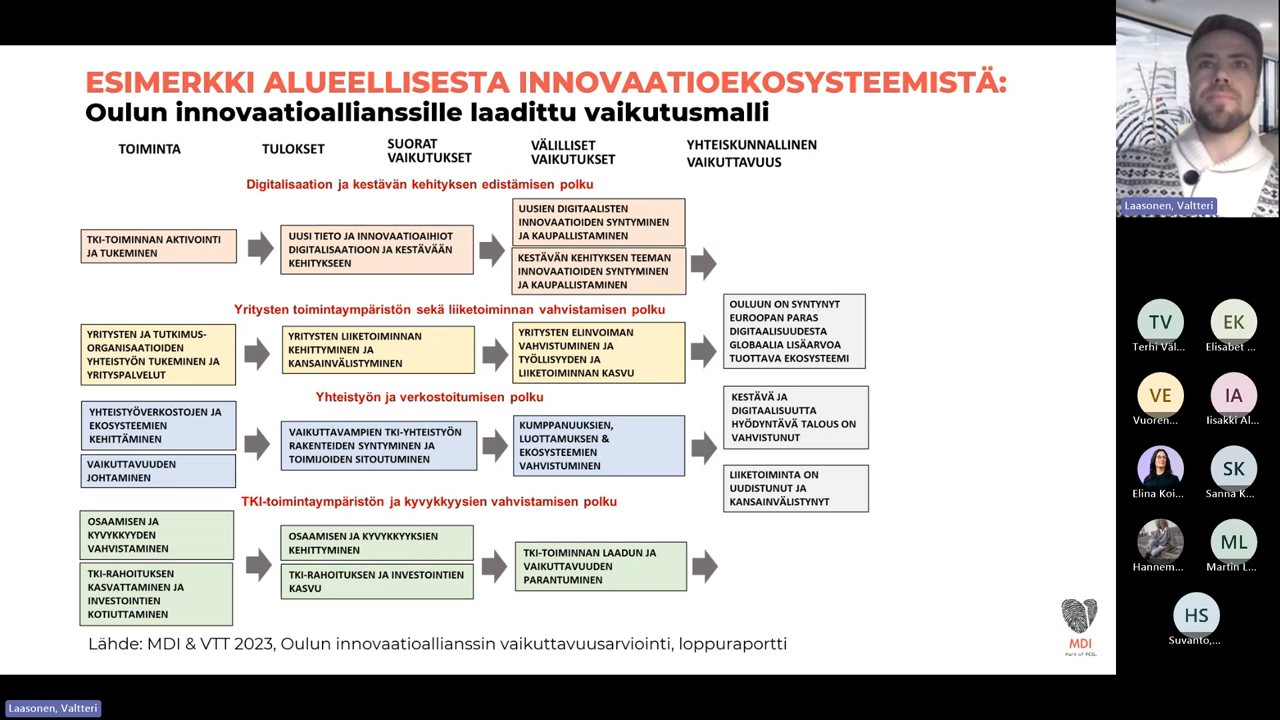 ESIMERKKI ALUEELLISESTA INNOVAATIOEKOSYSTEEMISTÄ:
Oulun innovaatioallianssille laadittu vaikutusmalli
TOIMINTA
TULOKSET
SUORAT
VAIKUTUKSET
VÄLILLISET
VAIKUTUKSET
YHTEISKUNNALLINEN
VAIKUTTAVUUS
Digitalisaation ja kestävän kehityksen edistämisen polku
TKI-TOIMINNAN AKTIVOINTI
JA TUKEMINEN
UUSI TIETO JA INNOVAATIOAIHIOT
DIGITALISAATIOON JA KESTÄVÄÄN
KEHITYKSEEN
UUSIEN DIGITAALISTEN
INNOVAATIOIDEN SYNTYMINEN
JA KAUPALLISTAMINEN
KESTÄVÄN KEHITYKSEN TEEMAN
INNOVAATIOIDEN SYNTYMINEN
JA KAUPALLISTAMINEN
Yritysten toimintaympäristön sekä liiketoiminnan vahvistamisen polku
YRITYSTEN JA TUTKIMUS-
ORGANISAATIOIDEN
YHTEISTYÖN TUKEMINEN JA
YRITYSPALVELUT
YRITYSTEN LIIKETOIMINNAN
KEHITTYMINEN JA
KANSAINVÄLISTYMINEN
YRITYSTEN ELINVOIMAN
VAHVISTUMINEN JA
TYÖLLISYYDEN JA
LIIKETOIMINNAN KASVU
OULUUN ON SYNTYNYT
EUROOPAN PARAS
DIGITAALISUUDESTA
GLOBAALIA LISÄARVOA
TUOTTAVA EKOSYSTEEMI
Yhteistyön ja verkostoitumisen polku
YHTEISTYÖVERKOSTOJEN JA
EKOSYSTEEMIEN
KEHITTÄMINEN
VAIKUTTAVUUDEN
JOHTAMINEN
VAIKUTTAVAMPIEN TKI-YHTEISTYÖN
RAKENTEIDEN SYNTYMINEN JA
TOIMIJOIDEN SITOUTUMINEN
KUMPPANUUKSIEN,
LUOTTAMUKSEN &
EKOSYSTEEMIEN
VAHVISTUMINEN
KESTÄVÄ JA
DIGITAALISUUTTA
HYÖDYNTÄVÄ TALOUS ON
VAHVISTUNUT
LIIKETOIMINTA ON
UUDISTUNUT JA
KANSAINVÄLISTYNYT
TKI-toimintaympäristön ja kyvykkyysien vahvistamisen polku
OSAAMISEN JA
KYVYKKYYDEN
VAHVISTAMINEN
TKI-RAHOITUKSEN
KASVATTAMINEN JA
INVESTOINTIEN
KOTIUTTAMINEN
OSAAMISEN JA KYVYKKYYKSIEN
KEHITTYMINEN
TKI-RAHOITUKSEN JA INVESTOINTIEN
KASVU
TKI-TOIMINNAN LAADUN JA
VAIKUTTAVUUDEN
PARANTUMINEN
Lähde: MDI & VTT 2023, Oulun innovaatioallianssin vaikuttavuusarviointi, loppuraportti
MDI
Part of FCG.
Laasonen, Valtteri
TV
Terhi Väl...
EK
Elisabet ...
VE
Vuoren...
IA
Iisakki Al...
Elina Koi...
SK
Sanna K...
Hannem...
ML
Martin L...
HS
Suvanto,...
Laasonen, Valtteri